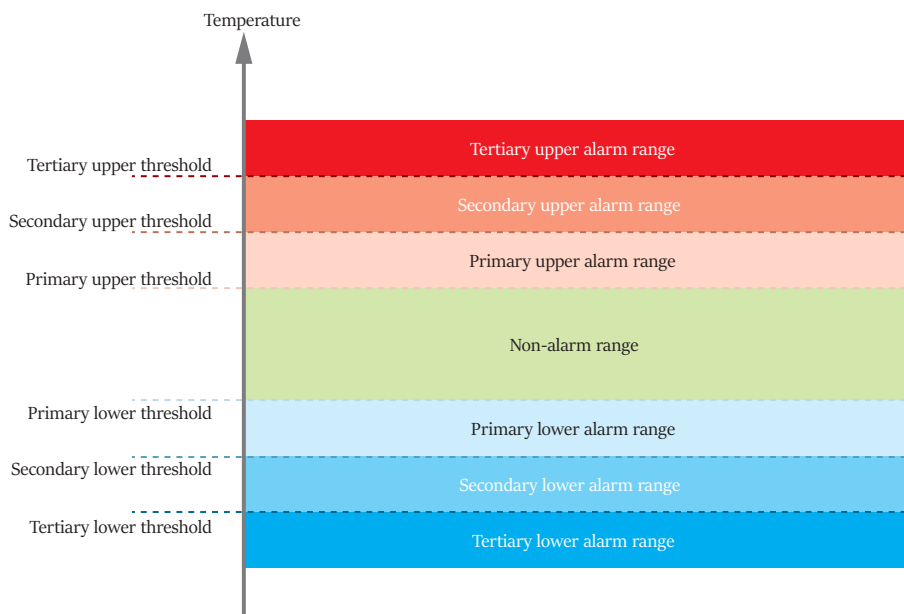 Temperature
Tertiary upper alarm range
Tertiary upper threshold
Secondary upper alarm range
Secondary upper threshold
Primary upper alarm range
Primary upper threshold
Non-alarm range
Primary lower threshold
Primary lower alarm range
Secondary lower threshold
Secondary lower alarm range
Tertiary lower threshold
Tertiary lower alarm range